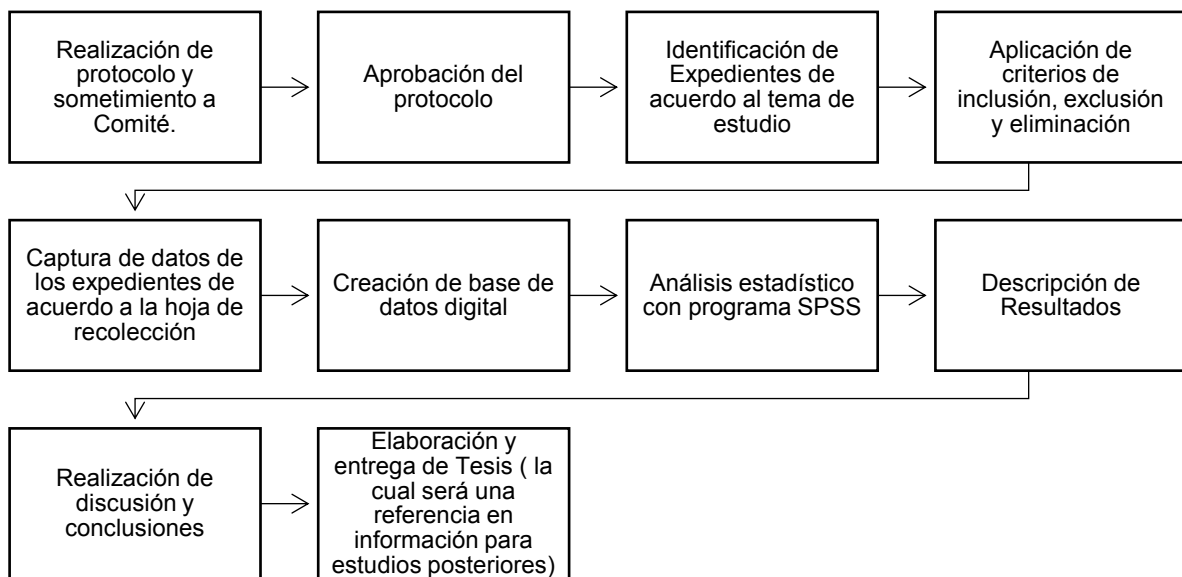 Realización de
protocolo y
sometimiento a
Comité.
Aprobación del
protocolo
Identificación de
Expedientes de
acuerdo al tema de
estudio
Aplicación de
criterios de
inclusión, exclusión
y eliminación
Captura de datos de
los expedientes de
acuerdo a la hoja de
recolección
Creación de base de
datos digital
Análisis estadístico
con programa SPSS
Descripción de
Resultados
Realización de
discusión y
conclusiones
Elaboración y
entrega de Tesis ( la
cual será una
referencia en
información para
estudios posteriores)